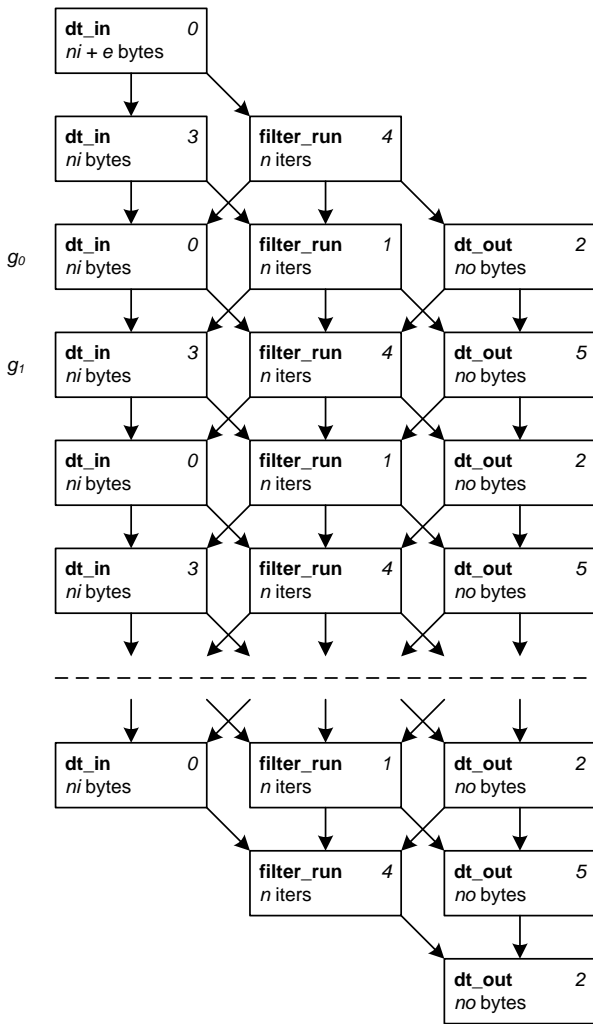 dt_in 0
ni + e bytes
dt_in 3
ni bytes
filter_run 4
n iters
g0
dt_in 0
ni bytes
filter_run 1
n iters
dt_out 2
no bytes
g1
dt_in 3
ni bytes
filter_run 4
n iters
dt_out 5
no bytes
dt_in 0
ni bytes
filter_run 1
n iters
dt_out 2
no bytes
dt_in 3
ni bytes
filter_run 4
n iters
dt_out 5
no bytes
dt_in 0
ni bytes
filter_run 1
n iters
dt_out 2
no bytes
filter_run 4
n iters
dt_out 5
no bytes
dt_out 2
no bytes